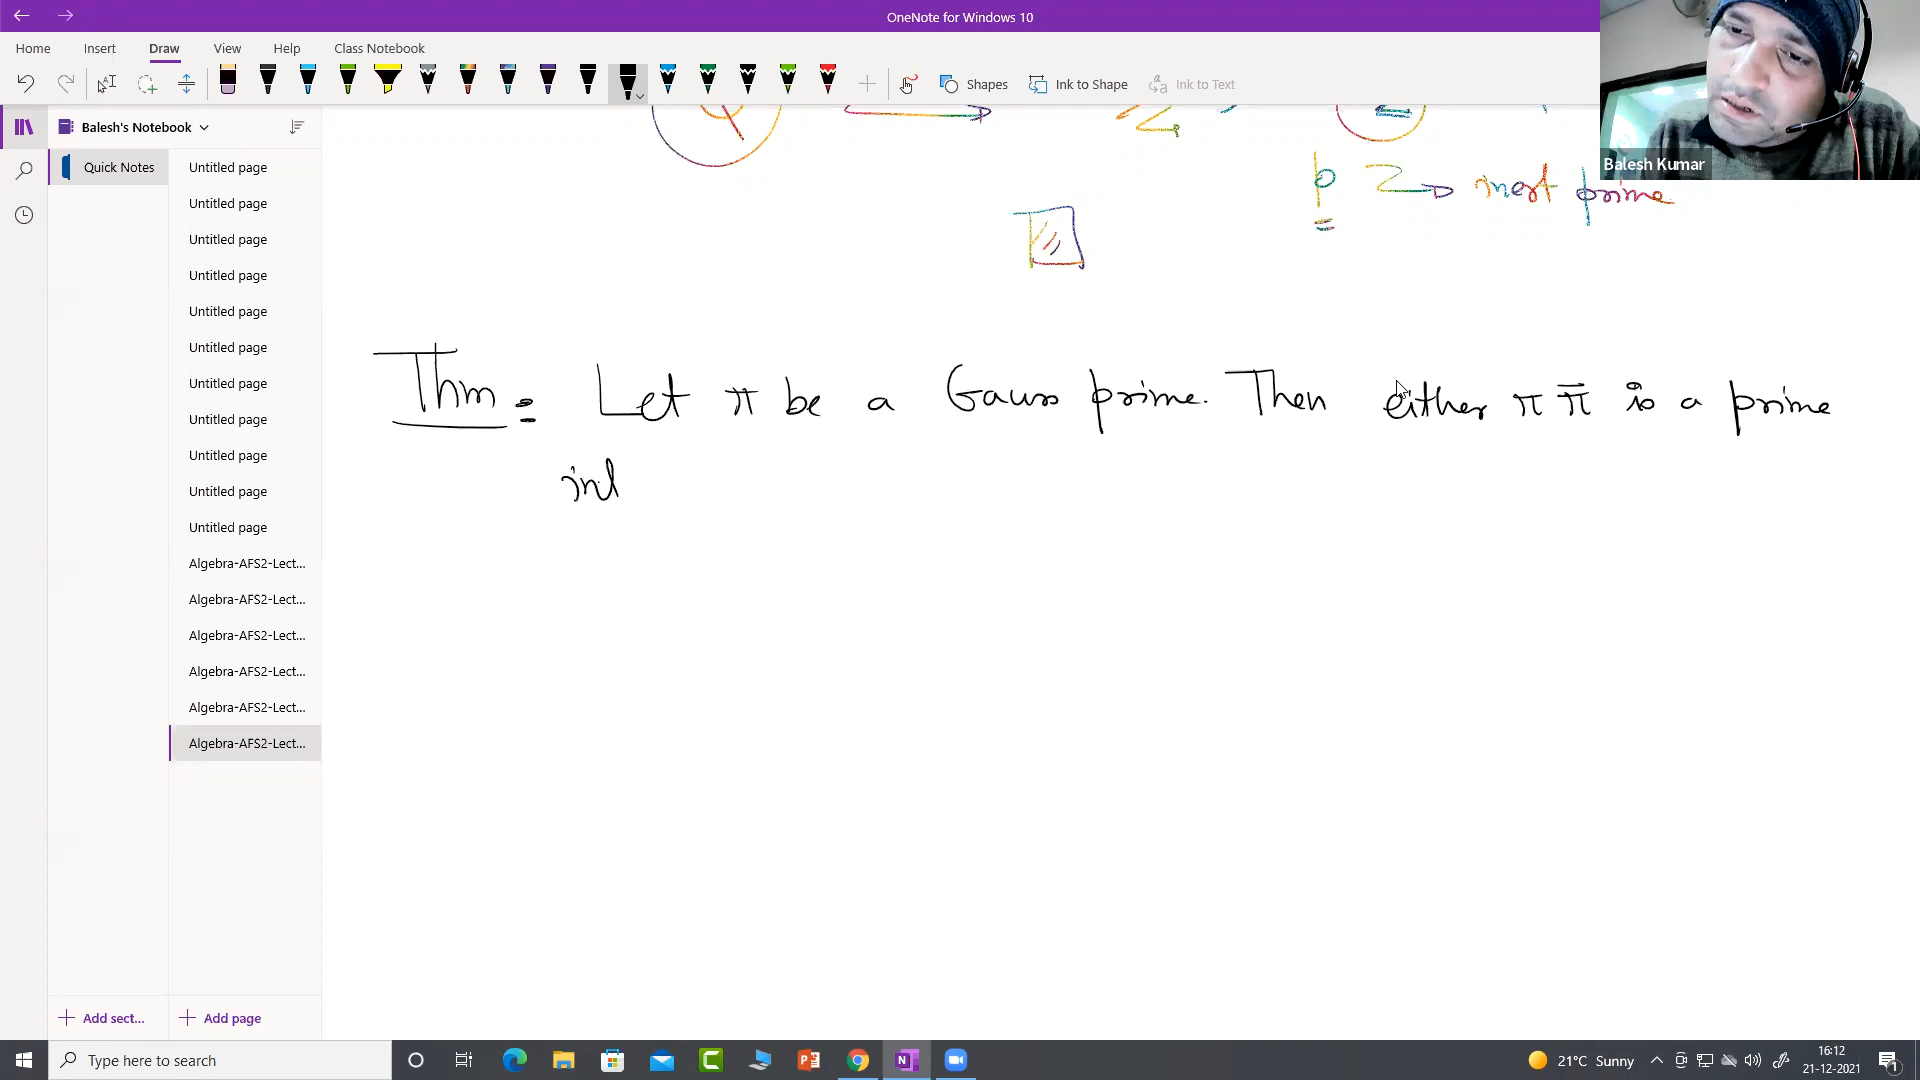 OneNote for Windows 10
Home Insert Draw View Help Class Notebook
Shapes Ink to Shape Ink to Text
Balesh's Notebook
Quick Notes
Untitled page
Untitled page
Untitled page
Untitled page
Untitled page
Untitled page
Untitled page
Untitled page
Untitled page
Untitled page
Untitled page
Algebra-AFS2-Lect...
Algebra-AFS2-Lect...
Algebra-AFS2-Lect...
Algebra-AFS2-Lect...
Algebra-AFS2-Lect...
Algebra-AFS2-Lect...
Add sect...
Add page
Balesh Kumar
p inert prime
Thm = Let π be a Gauss prime. Then either π π̄ is a prime
int
Type here to search
21°C Sunny
16:12
21-12-2021
1